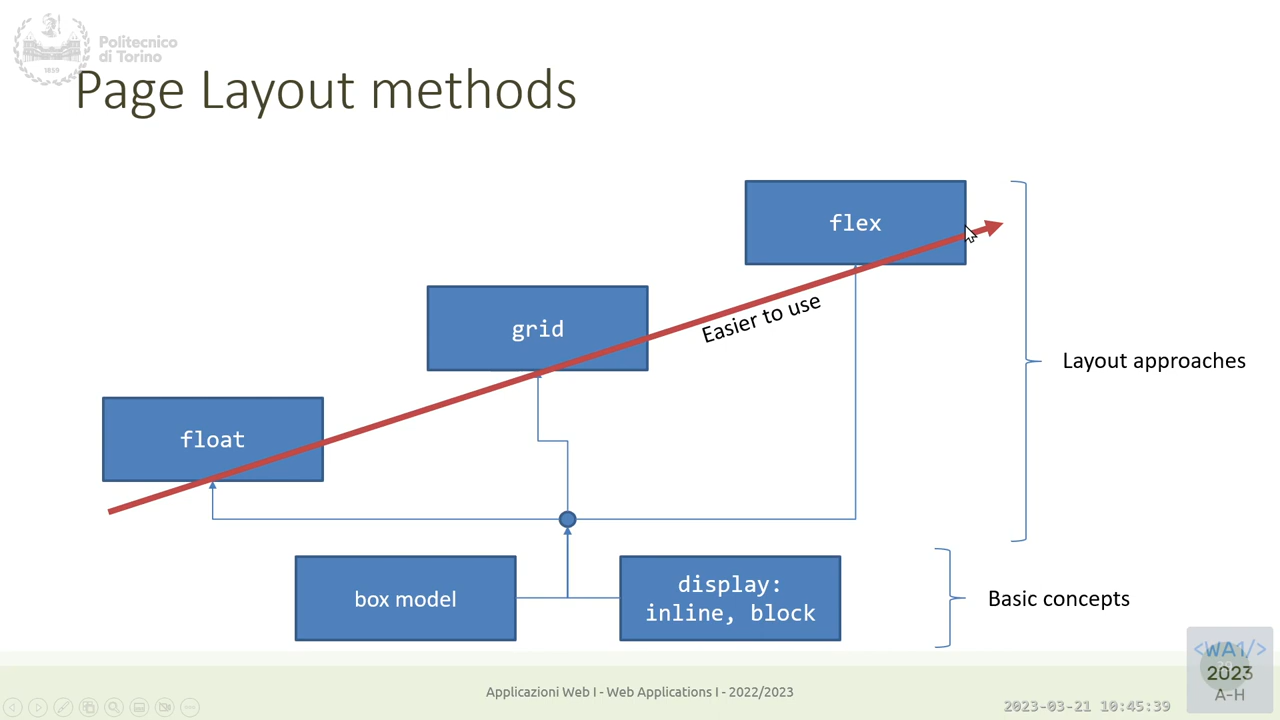 Politecnico
di Torino
1859
Page Layout methods
flex
Easier to use
grid
Layout approaches
float
display:
inline, block
box model
Basic concepts
<WA1/>
2023
A-H
Applicazioni Web I - Web Applications I - 2022/2023
2023-03-21 10:45:39